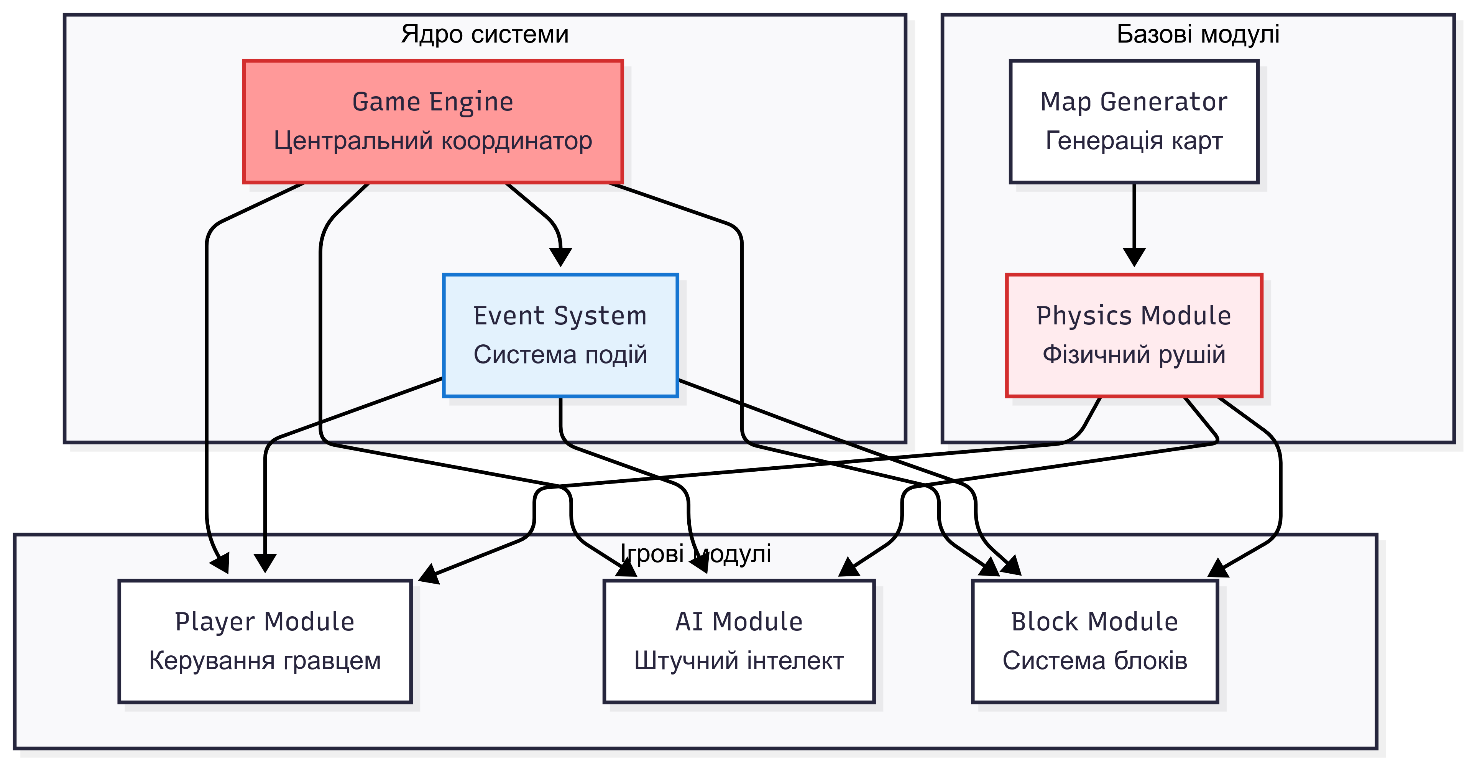 Ядро системи
Базові модулі
Game Engine
Центральний координатор
Map Generator
Генерація карт
Event System
Система подій
Physics Module
Фізичний рушій
Ігрові модулі
Player Module
Керування гравцем
AI Module
Штучний інтелект
Block Module
Система блоків